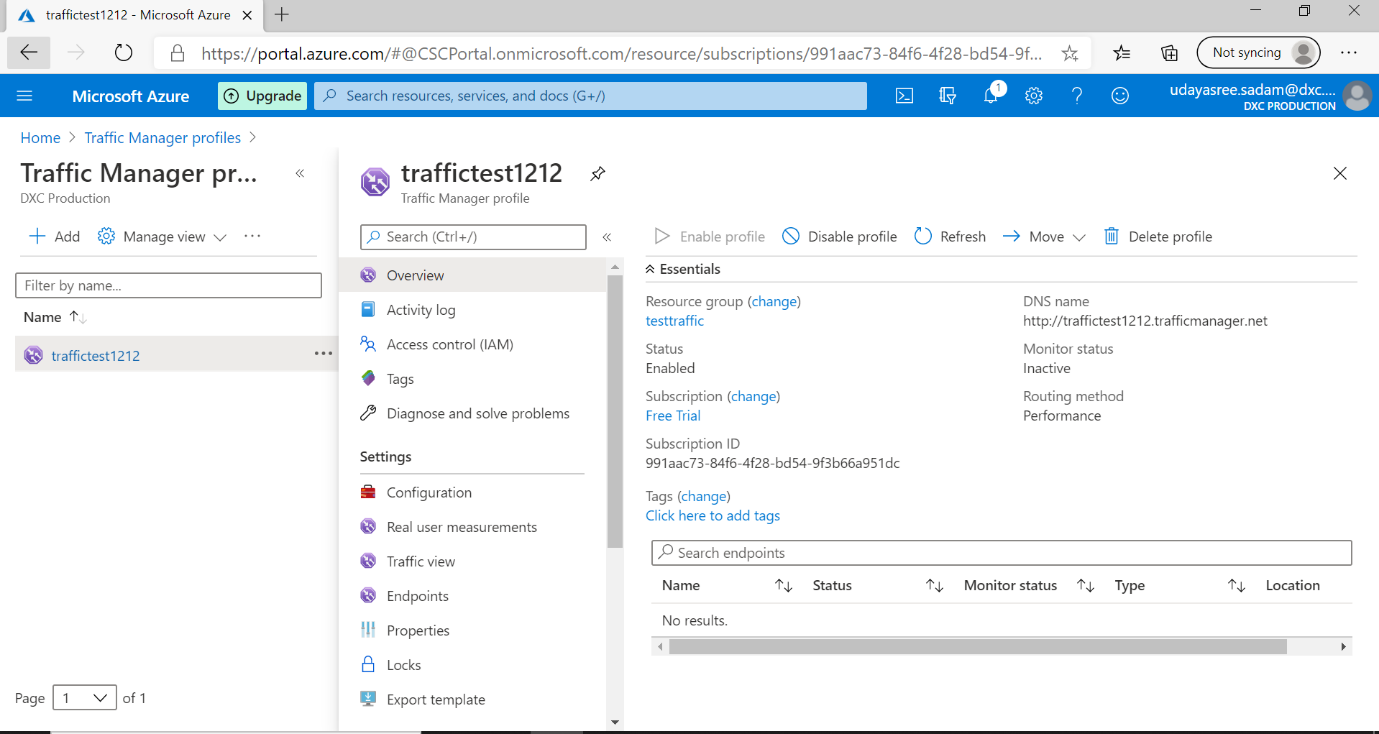 traffictest1212 - Microsoft Azure
https://portal.azure.com/#@CSCPortal.onmicrosoft.com/resource/subscriptions/991aac73-84f6-4f28-bd54-9f...
Not syncing
Microsoft Azure
Upgrade
Search resources, services, and docs (G+/)
1
udayasree.sadam@dxc....
DXC PRODUCTION
Home > Traffic Manager profiles >
Traffic Manager pr...
DXC Production
Add
Manage view
Filter by name...
Name
traffictest1212
Page 1 of 1
traffictest1212
Traffic Manager profile
Search (Ctrl+/)
Overview
Activity log
Access control (IAM)
Tags
Diagnose and solve problems
Settings
Configuration
Real user measurements
Traffic view
Endpoints
Properties
Locks
Export template
Enable profile
Disable profile
Refresh
Move
Delete profile
Essentials
Resource group (change)
testtraffic
Status
Enabled
Subscription (change)
Free Trial
Subscription ID
991aac73-84f6-4f28-bd54-9f3b66a951dc
Tags (change)
Click here to add tags
DNS name
http://traffictest1212.trafficmanager.net
Monitor status
Inactive
Routing method
Performance
Search endpoints
Name Status Monitor status Type Location
No results.